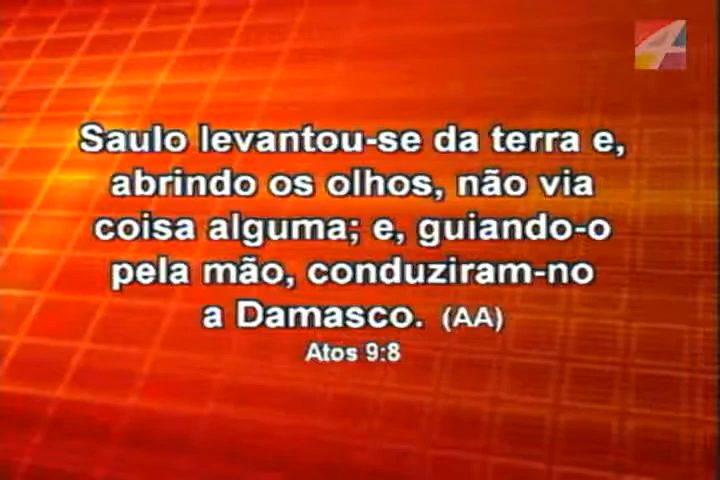 Saulo levantou-se da terra e,
abrindo os olhos, não via
coisa alguma; e, guiando-o
pela mão, conduziram-no
a Damasco. (AA)
Atos 9:8